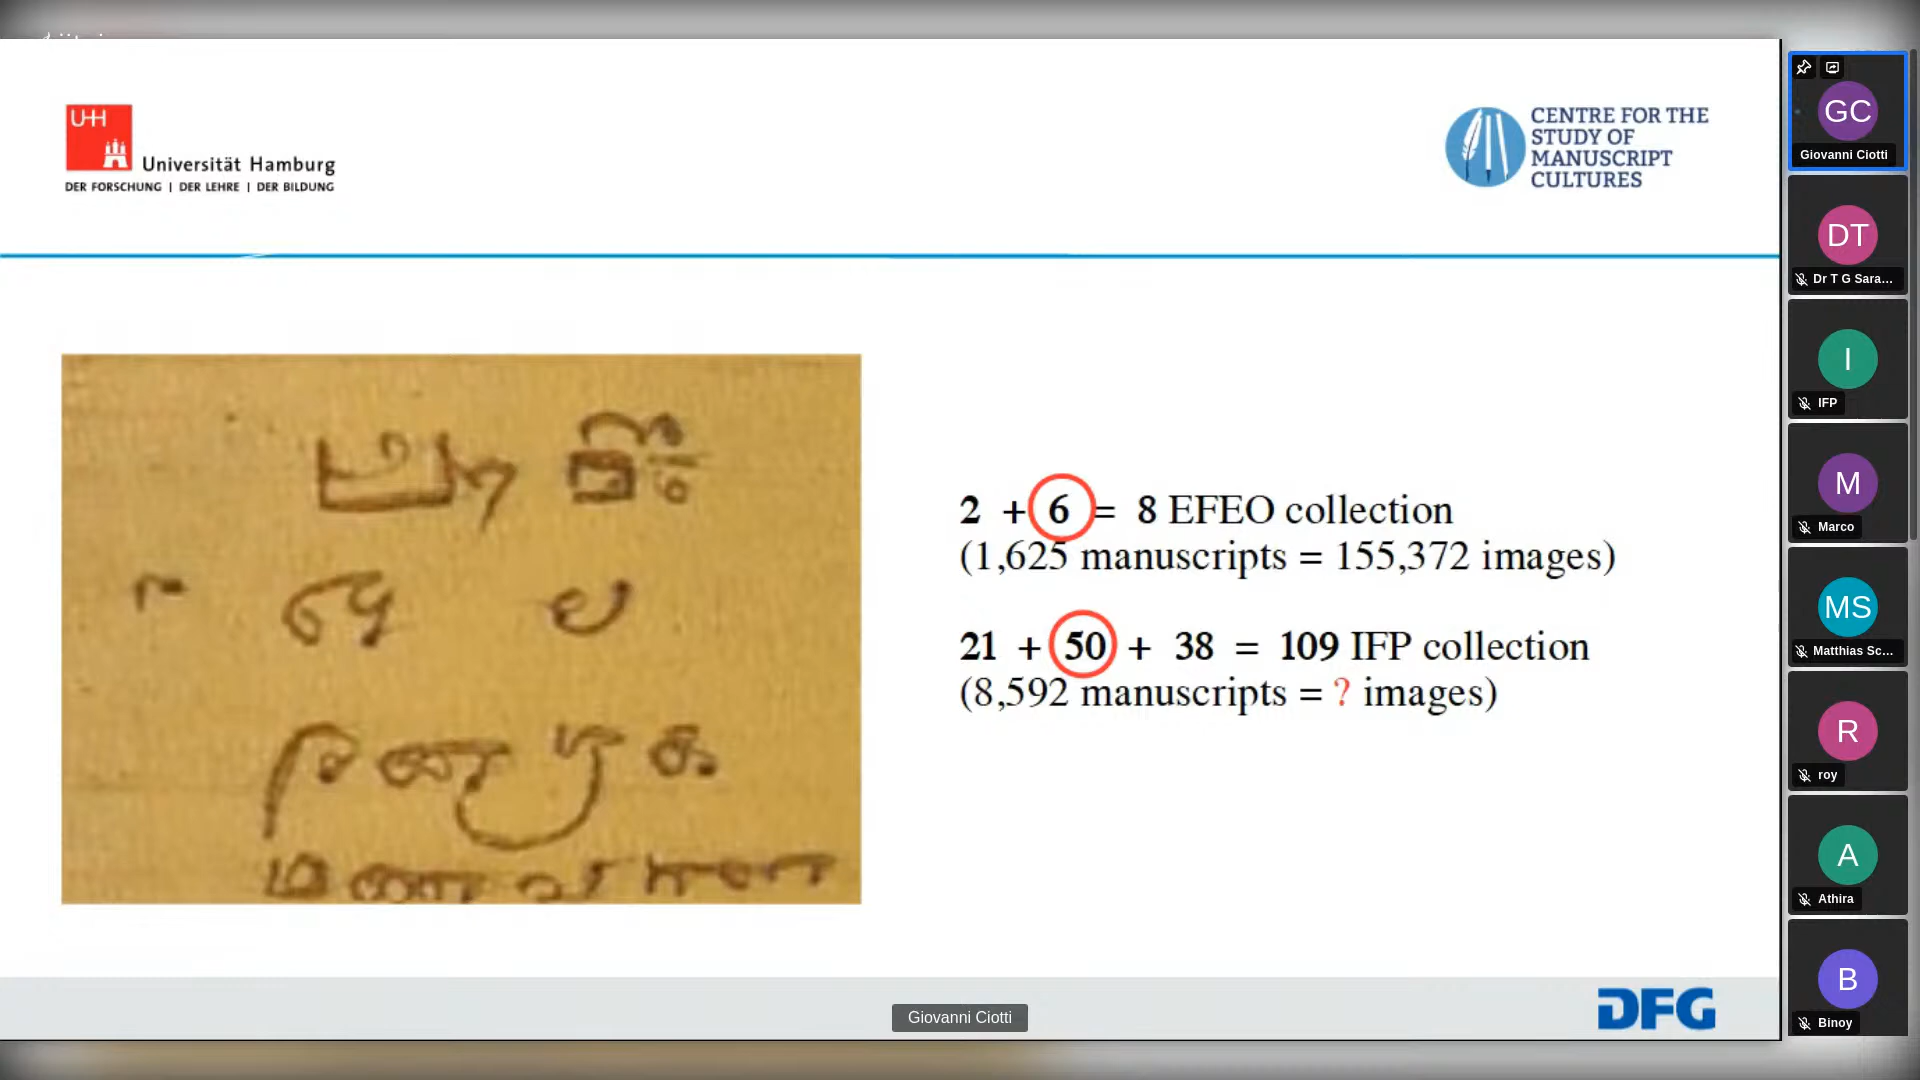 UHH
Universität Hamburg
DER FORSCHUNG | DER LEHRE | DER BILDUNG
CENTRE FOR THE
STUDY OF
MANUSCRIPT
CULTURES
2 + 6 = 8 EFEO collection
(1,625 manuscripts = 155,372 images)
21 + 50 + 38 = 109 IFP collection
(8,592 manuscripts = ? images)
DFG
Giovanni Ciotti
GC
Giovanni Ciotti
DT
Dr T G Sara...
I
IFP
M
Marco
MS
Matthias Sc...
R
roy
A
Athira
B
Binoy